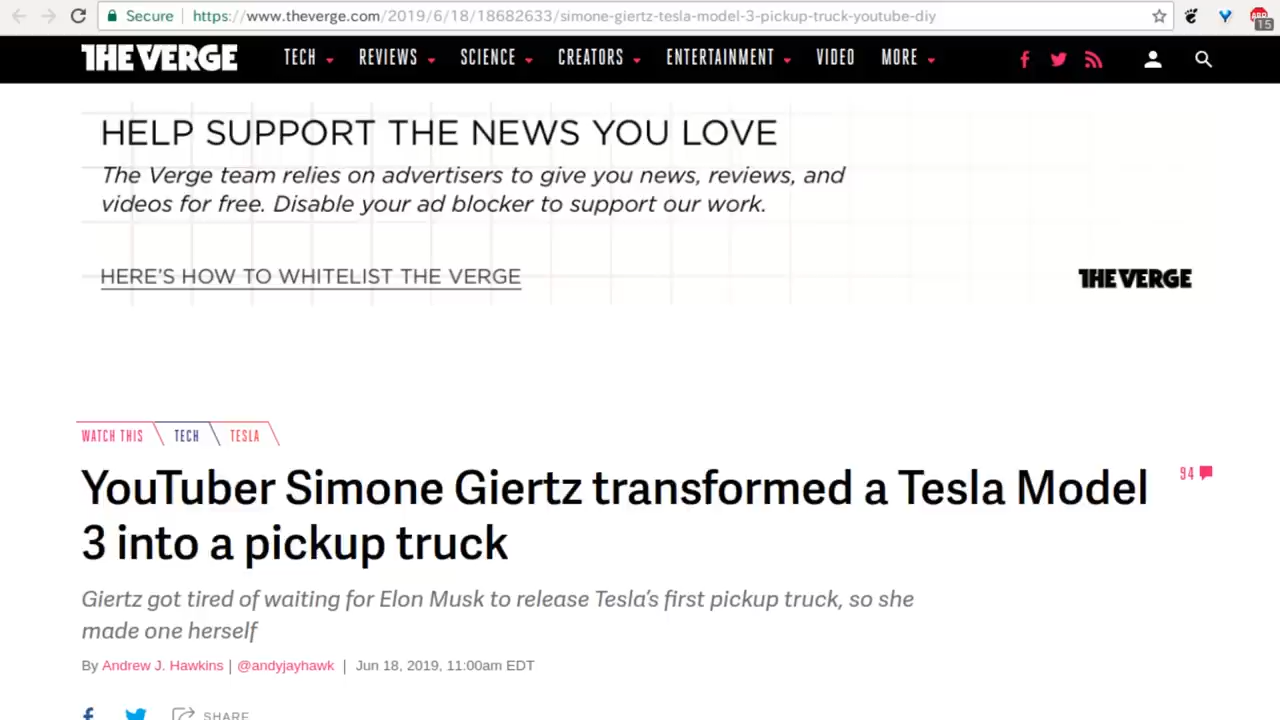 Secure https://www.theverge.com/2019/6/18/18682633/simone-giertz-tesla-model-3-pickup-truck-youtube-diy
15
THE VERGE TECH REVIEWS SCIENCE CREATORS ENTERTAINMENT VIDEO MORE
HELP SUPPORT THE NEWS YOU LOVE
The Verge team relies on advertisers to give you news, reviews, and
videos for free. Disable your ad blocker to support our work.
HERE'S HOW TO WHITELIST THE VERGE
THE VERGE
WATCH THIS TECH TESLA
YouTuber Simone Giertz transformed a Tesla Model
3 into a pickup truck
94
Giertz got tired of waiting for Elon Musk to release Tesla's first pickup truck, so she
made one herself
By Andrew J. Hawkins | @andyjayhawk | Jun 18, 2019, 11:00am EDT
SHARE